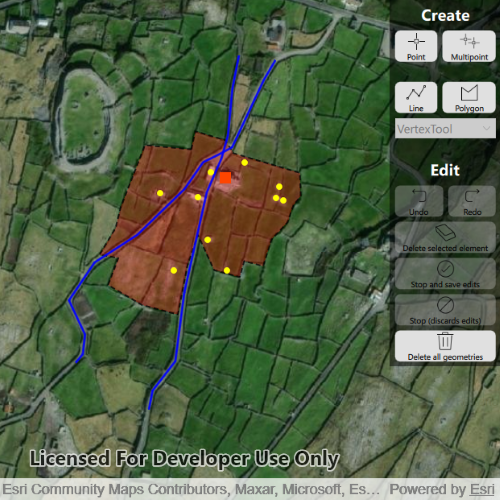 Create
Point
Multipoint
Line
Polygon
VertexTool
Edit
Undo
Redo
Delete selected element
Stop and save edits
Stop (discards edits)
Delete all geometries
Licensed For Developer Use Only
Esri Community Maps Contributors, Maxar, Microsoft, Es... Powered by Esri